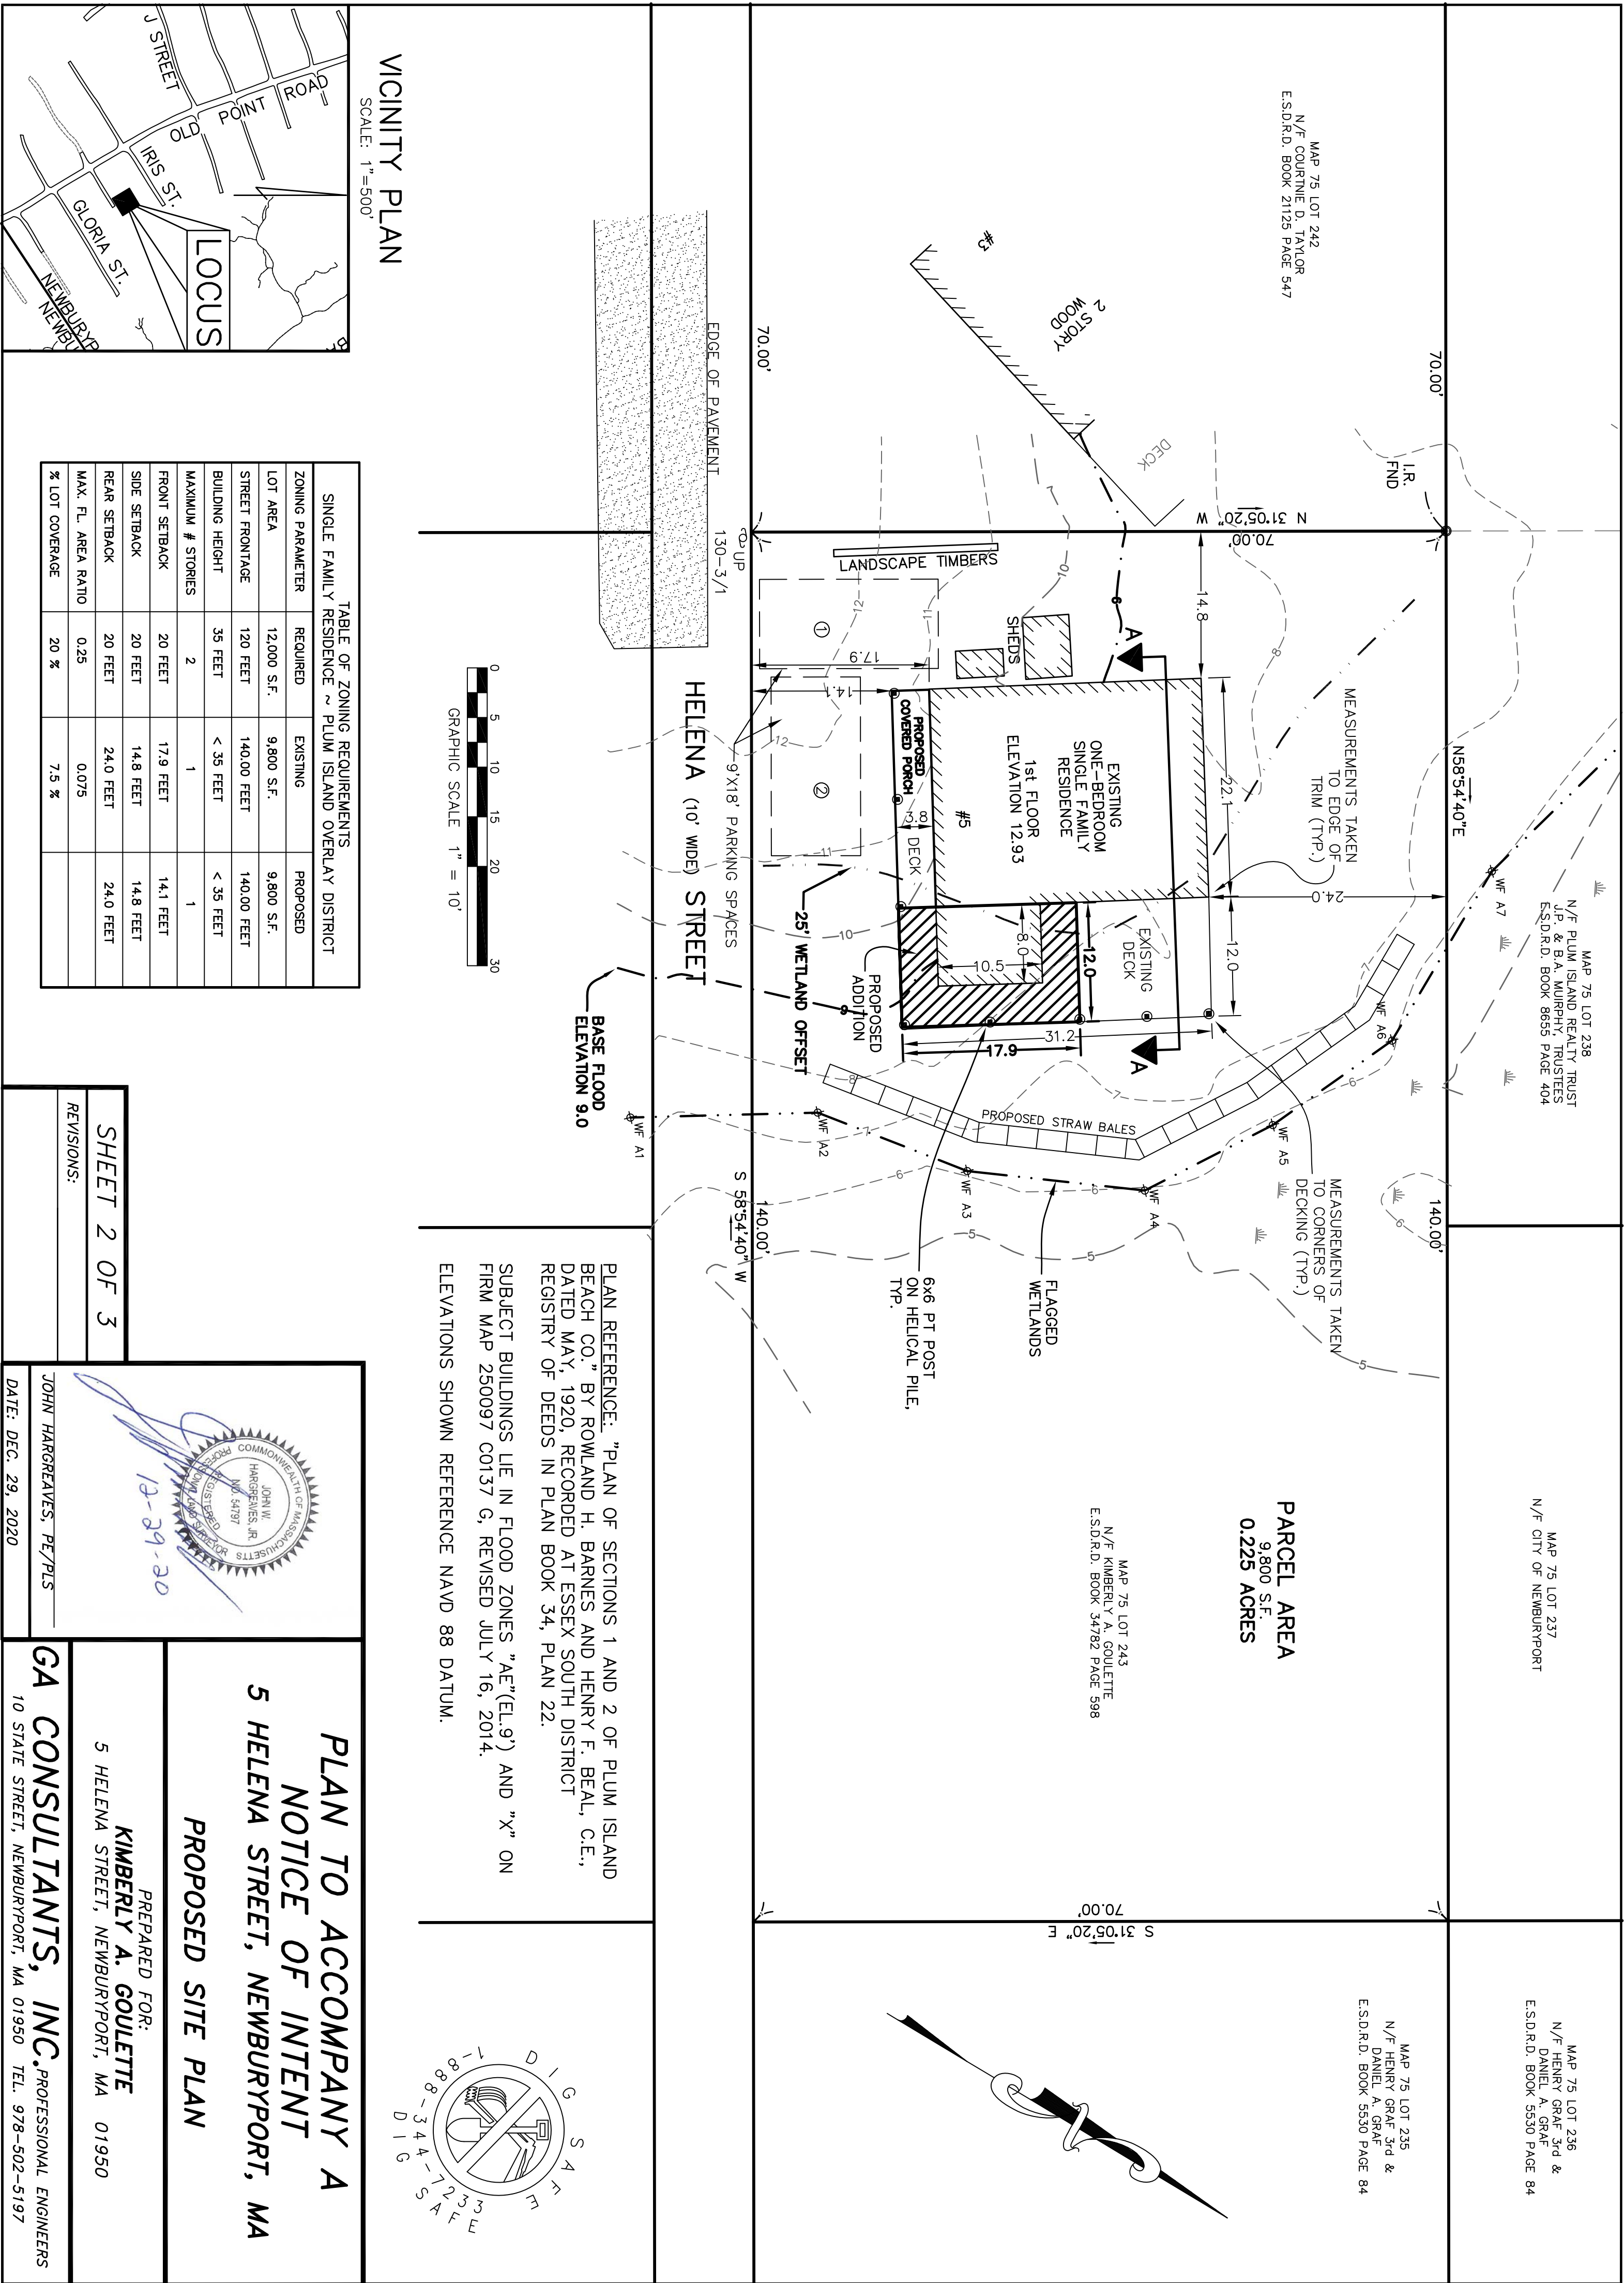 MAP 75 LOT 242
N/F COURTNIE D. TAYLOR
E.S.D.R.D. BOOK 21125 PAGE 547
MAP 75 LOT 238
N/F PLUM ISLAND REALTY TRUST
J.P. & B.A. MUIRPHY, TRUSTEES
E.S.D.R.D. BOOK 8655 PAGE 404
MAP 75 LOT 237
N/F CITY OF NEWBURYPORT
MAP 75 LOT 236
N/F HENRY GRAF 3rd &
DANIEL A. GRAF
E.S.D.R.D. BOOK 5530 PAGE 84
MAP 75 LOT 235
N/F HENRY GRAF 3rd &
DANIEL A. GRAF
E.S.D.R.D. BOOK 5530 PAGE 84
70.00'
N58°54'40"E
140.00'
I.R.
FND
N 31°05'20" W
70.00'
S 31°05'20" E
70.00'
PARCEL AREA
9,800 S.F.
0.225 ACRES
MAP 75 LOT 243
N/F KIMBERLY A. GOULETTE
E.S.D.R.D. BOOK 34782 PAGE 598
MEASUREMENTS TAKEN
TO EDGE OF
TRIM (TYP.)
MEASUREMENTS TAKEN
TO CORNERS OF
DECKING (TYP.)
WF A7
WF A6
WF A5
WF A4
WF A3
WF A2
WF A1
#3
2 STORY
WOOD
DECK
14.8
22.1
24.0
12.0
A
A
6
7
8
10
11
12
5
SHEDS
LANDSCAPE TIMBERS
EXISTING
ONE-BEDROOM
SINGLE FAMILY
RESIDENCE
1st FLOOR
ELEVATION 12.93
#5
EXISTING
DECK
12.0
8.0
10.5
31.2
17.9
PROPOSED
COVERED PORCH
3.8
DECK
PROPOSED
ADDITION
PROPOSED STRAW BALES
FLAGGED
WETLANDS
6x6 PT POST
ON HELICAL PILE,
TYP.
17.9
14.1
1
2
9'X18' PARKING SPACES
25' WETLAND OFFSET
9
BASE FLOOD
ELEVATION 9.0
70.00'
140.00'
S 58°54'40" W
UP
130-3/1
EDGE OF PAVEMENT
HELENA (10' WIDE) STREET
0 5 10 15 20 30
GRAPHIC SCALE 1" = 10'
VICINITY PLAN
SCALE: 1"=500'
J STREET
OLD POINT ROAD
IRIS ST.
GLORIA ST.
LOCUS
NEWBURYP
NEWBU
TABLE OF ZONING REQUIREMENTS
SINGLE FAMILY RESIDENCE ~ PLUM ISLAND OVERLAY DISTRICT
ZONING PARAMETER REQUIRED EXISTING PROPOSED
LOT AREA 12,000 S.F. 9,800 S.F. 9,800 S.F.
STREET FRONTAGE 120 FEET 140.00 FEET 140.00 FEET
BUILDING HEIGHT 35 FEET < 35 FEET < 35 FEET
MAXIMUM # STORIES 2 1 1
FRONT SETBACK 20 FEET 17.9 FEET 14.1 FEET
SIDE SETBACK 20 FEET 14.8 FEET 14.8 FEET
REAR SETBACK 20 FEET 24.0 FEET 24.0 FEET
MAX. FL. AREA RATIO 0.25 0.075
% LOT COVERAGE 20 % 7.5 %
PLAN REFERENCE: "PLAN OF SECTIONS 1 AND 2 OF PLUM ISLAND
BEACH CO." BY ROWLAND H. BARNES AND HENRY F. BEAL, C.E.,
DATED MAY, 1920, RECORDED AT ESSEX SOUTH DISTRICT
REGISTRY OF DEEDS IN PLAN BOOK 34, PLAN 22.
SUBJECT BUILDINGS LIE IN FLOOD ZONES "AE"(EL.9') AND "X" ON
FIRM MAP 250097 C0137 G, REVISED JULY 16, 2014.
ELEVATIONS SHOWN REFERENCE NAVD 88 DATUM.
DIG SAFE
1-888-344-7233
DIG SAFE
SHEET 2 OF 3
REVISIONS:
COMMONWEALTH OF MASSACHUSETTS
JOHN W.
HARGREAVES, JR.
NO. 54797
REGISTERED
PROFESSIONAL LAND SURVEYOR
12-29-20
JOHN HARGREAVES, PE/PLS
DATE: DEC. 29, 2020
PLAN TO ACCOMPANY A
NOTICE OF INTENT
5 HELENA STREET, NEWBURYPORT, MA
PROPOSED SITE PLAN
PREPARED FOR:
KIMBERLY A. GOULETTE
5 HELENA STREET, NEWBURYPORT, MA 01950
GA CONSULTANTS, INC. PROFESSIONAL ENGINEERS
10 STATE STREET, NEWBURYPORT, MA 01950 TEL. 978-502-5197